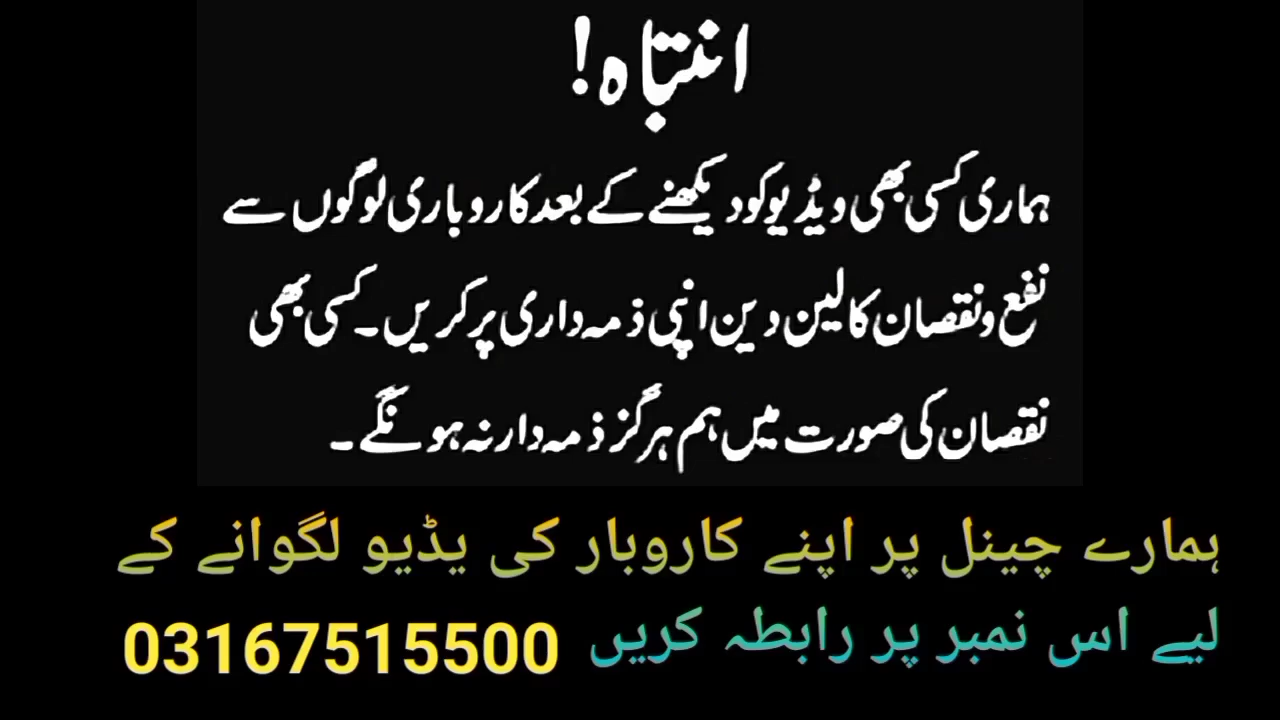 انتباہ!
ہماری کسی بھی ویڈیو کو دیکھنے کے بعد کاروباری لوگوں سے
نفع و نقصان کا لین دین اپنی ذمہ داری پر کریں۔ کسی بھی
نقصان کی صورت میں ہم ہرگز ذمہ دار نہ ہونگے۔
ہمارے چینل پر اپنے کاروبار کی یڈیو لگوانے کے
لیے اس نمبر پر رابطہ کریں 03167515500